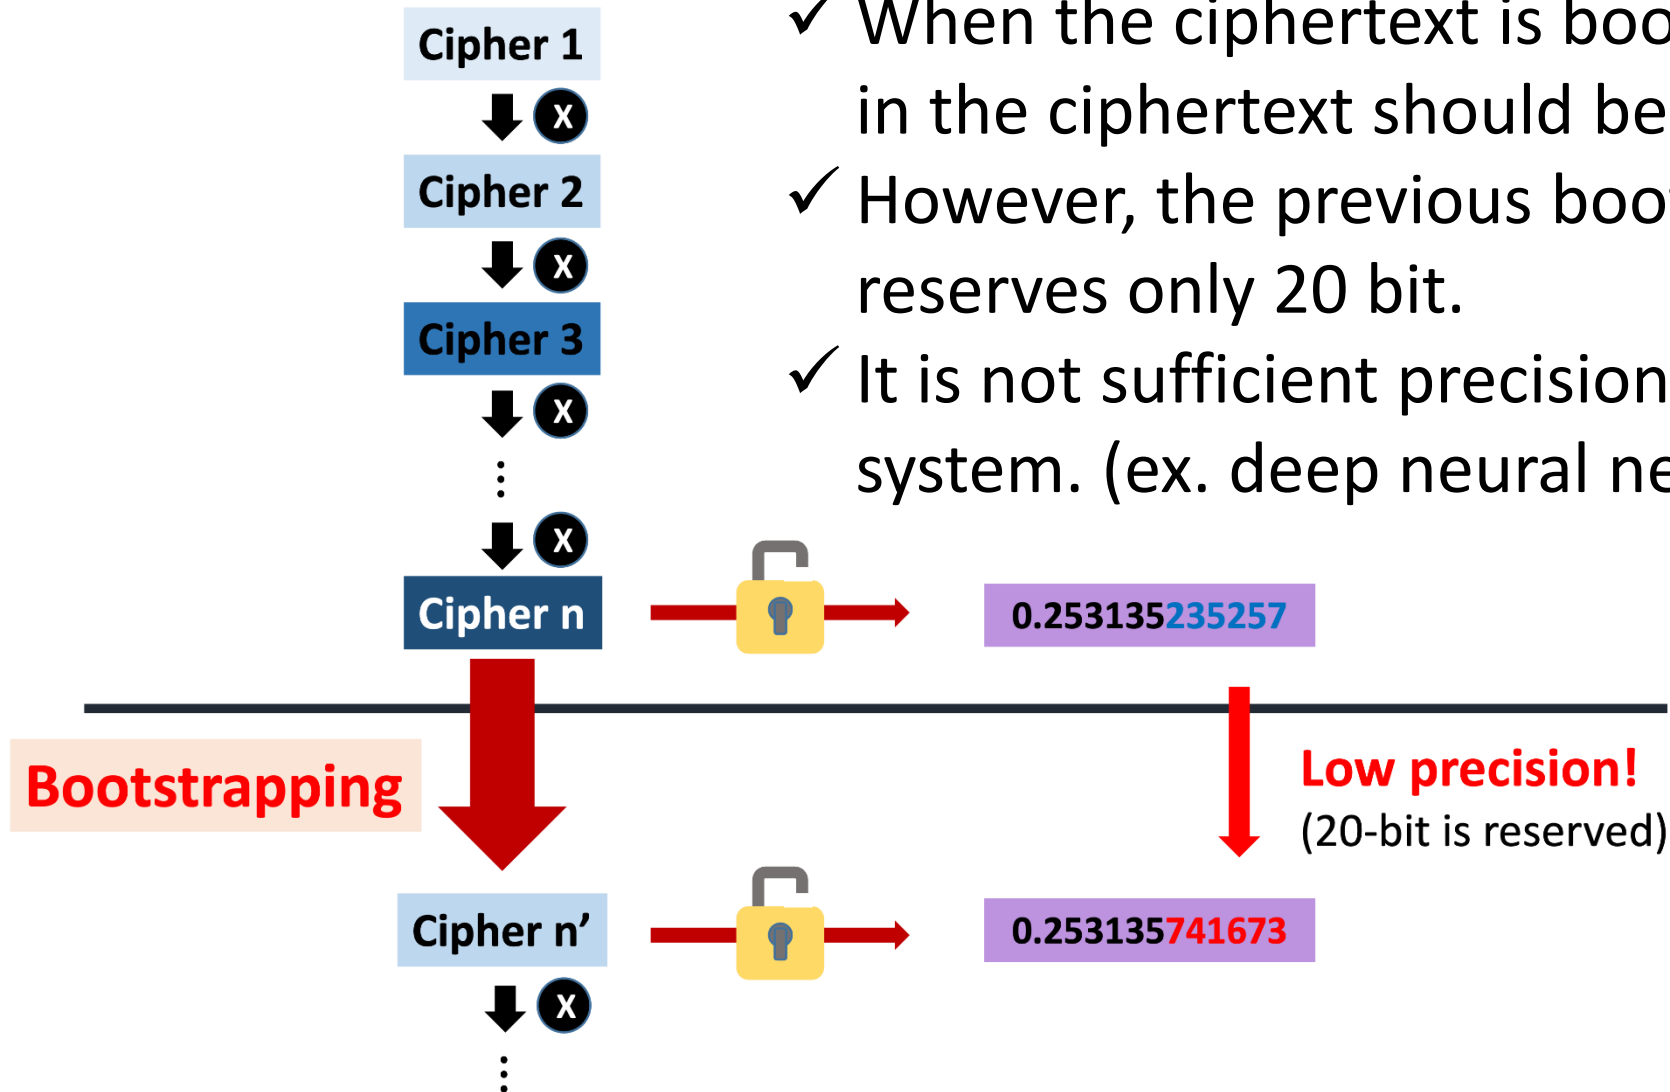 Cipher 1
X
Cipher 2
X
Cipher 3
X
X
Cipher n
✓ When the ciphertext is boo
in the ciphertext should be
✓ However, the previous boo
reserves only 20 bit.
✓ It is not sufficient precision
system. (ex. deep neural ne
0.253135235257
Bootstrapping
Low precision!
(20-bit is reserved)
Cipher n’
0.253135741673
X